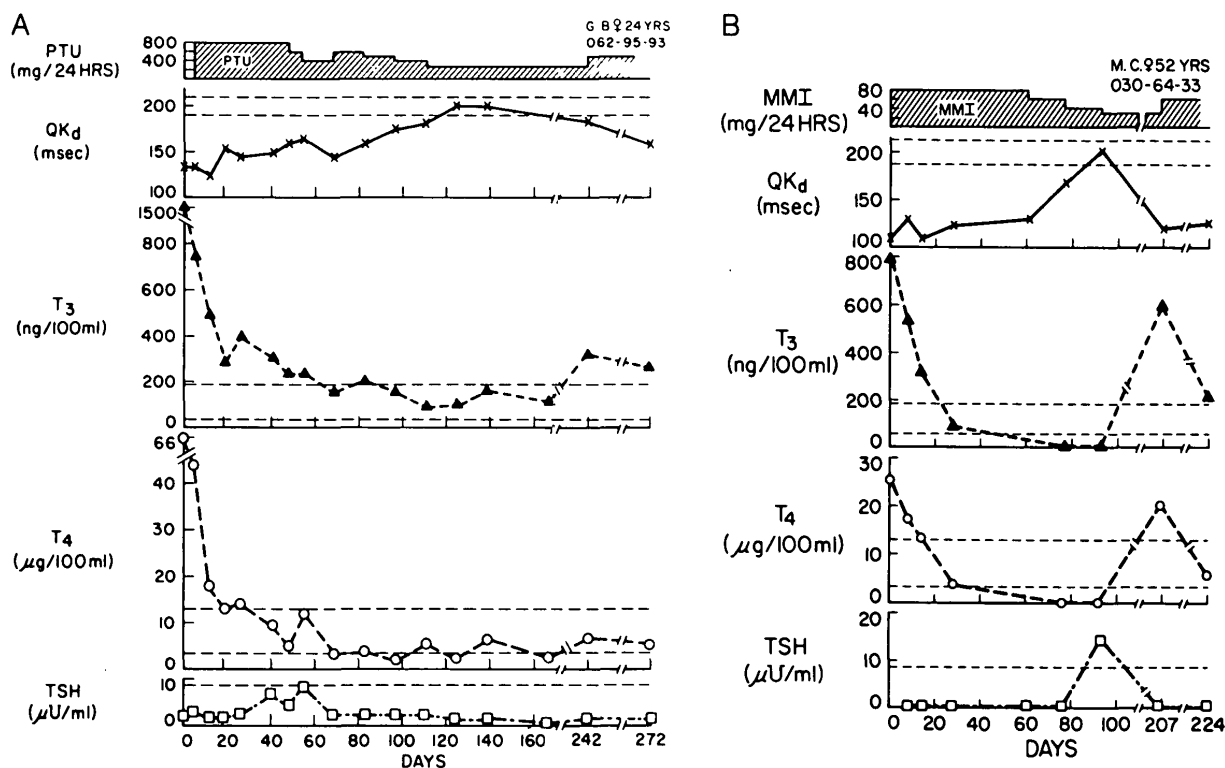 A
PTU
(mg/24 HRS)
800
400
PTU
G B♀24 YRS
062-95-93
QKd
(msec)
200
150
100
T3
(ng/100ml)
1500
800
600
400
200
0
T4
(μg/100ml)
66
50
40
30
20
10
0
TSH
(μU/ml)
10
0
0 20 40 60 80 100 120 140 160 242 272
DAYS
B
MMI
(mg/24 HRS)
80
40
MMI
M.C.♀52 YRS
030-64-33
QKd
(msec)
200
150
100
T3
(ng/100ml)
800
600
400
200
0
T4
(μg/100ml)
30
20
10
0
TSH
(μU/ml)
20
10
0
0 20 40 60 80 100 207 224
DAYS